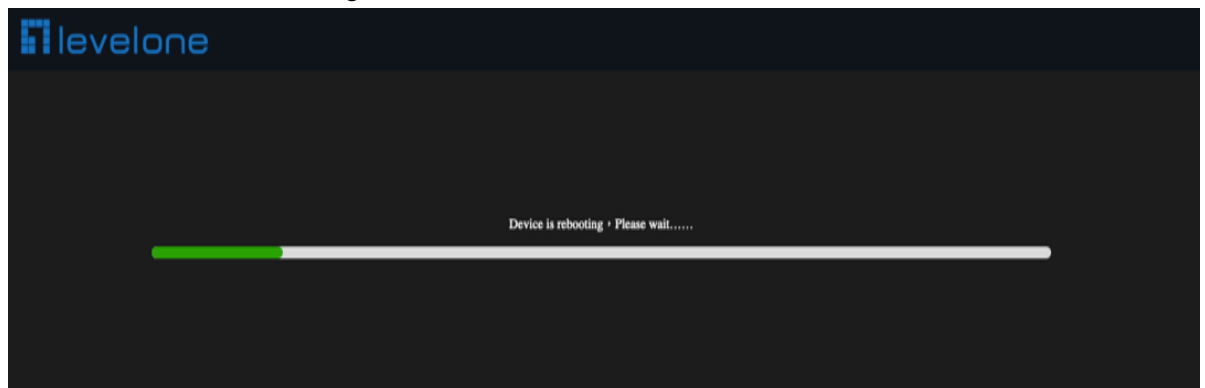 levelone
Device is rebooting，Please wait......